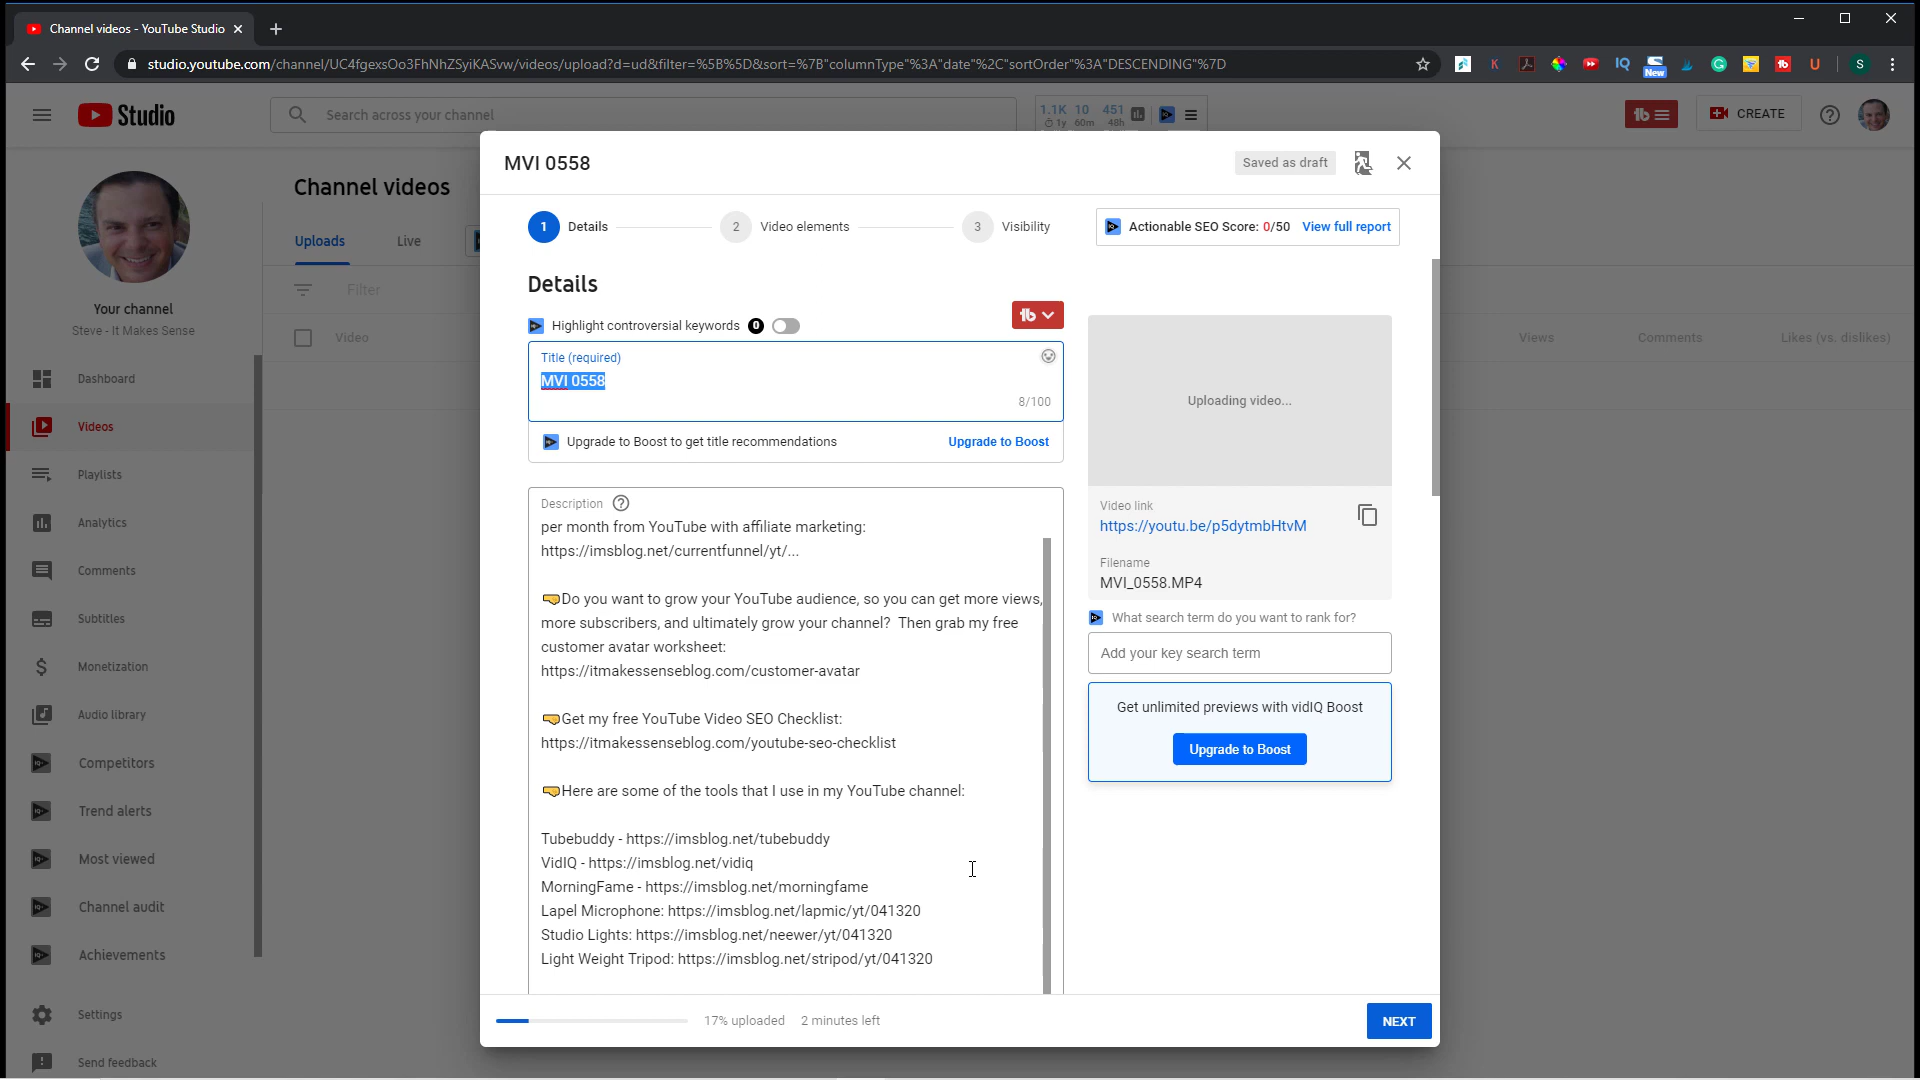 Channel videos - YouTube Studio
studio.youtube.com/channel/UC4fgexsOo3FhNhZSyiKASvw/videos/upload?d=ud&filter=%5B%5D&sort=%7B"columnType"%3A"date"%2C"sortOrder"%3A"DESCENDING"%7D
K
IQ
New
G
tb
U
S
Studio
Search across your channel
1.1K 10 451
1y 60m 48h
tb
CREATE
MVI 0558
Saved as draft
Channel videos
1 Details
2 Video elements
3 Visibility
Actionable SEO Score: 0/50 View full report
Uploads
Live
Details
Filter
Your channel
Steve - It Makes Sense
Highlight controversial keywords 0
tb
Video
Views
Comments
Likes (vs. dislikes)
Title (required)
MVI 0558
8/100
Uploading video...
Upgrade to Boost to get title recommendations
Upgrade to Boost
Dashboard
Videos
Playlists
Analytics
Comments
Subtitles
Monetization
Audio library
Competitors
Trend alerts
Most viewed
Channel audit
Achievements
Settings
Send feedback
Description
per month from YouTube with affiliate marketing:
https://imsblog.net/currentfunnel/yt/...
Do you want to grow your YouTube audience, so you can get more views,
more subscribers, and ultimately grow your channel?  Then grab my free
customer avatar worksheet:
https://itmakessenseblog.com/customer-avatar
Get my free YouTube Video SEO Checklist:
https://itmakessenseblog.com/youtube-seo-checklist
Here are some of the tools that I use in my YouTube channel:
Tubebuddy - https://imsblog.net/tubebuddy
VidIQ - https://imsblog.net/vidiq
MorningFame - https://imsblog.net/morningfame
Lapel Microphone: https://imsblog.net/lapmic/yt/041320
Studio Lights: https://imsblog.net/neewer/yt/041320
Light Weight Tripod: https://imsblog.net/stripod/yt/041320
Video link
https://youtu.be/p5dytmbHtvM
Filename
MVI_0558.MP4
What search term do you want to rank for?
Add your key search term
Get unlimited previews with vidIQ Boost
Upgrade to Boost
17% uploaded
2 minutes left
NEXT